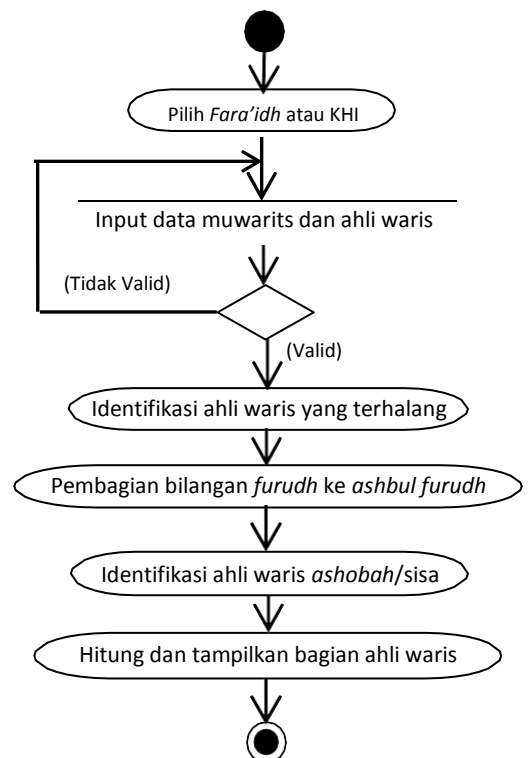 Pilih Fara’idh atau KHI
Input data muwarits dan ahli waris
(Tidak Valid)
(Valid)
Identifikasi ahli waris yang terhalang
Pembagian bilangan furudh ke ashbul furudh
Identifikasi ahli waris ashobah/sisa
Hitung dan tampilkan bagian ahli waris